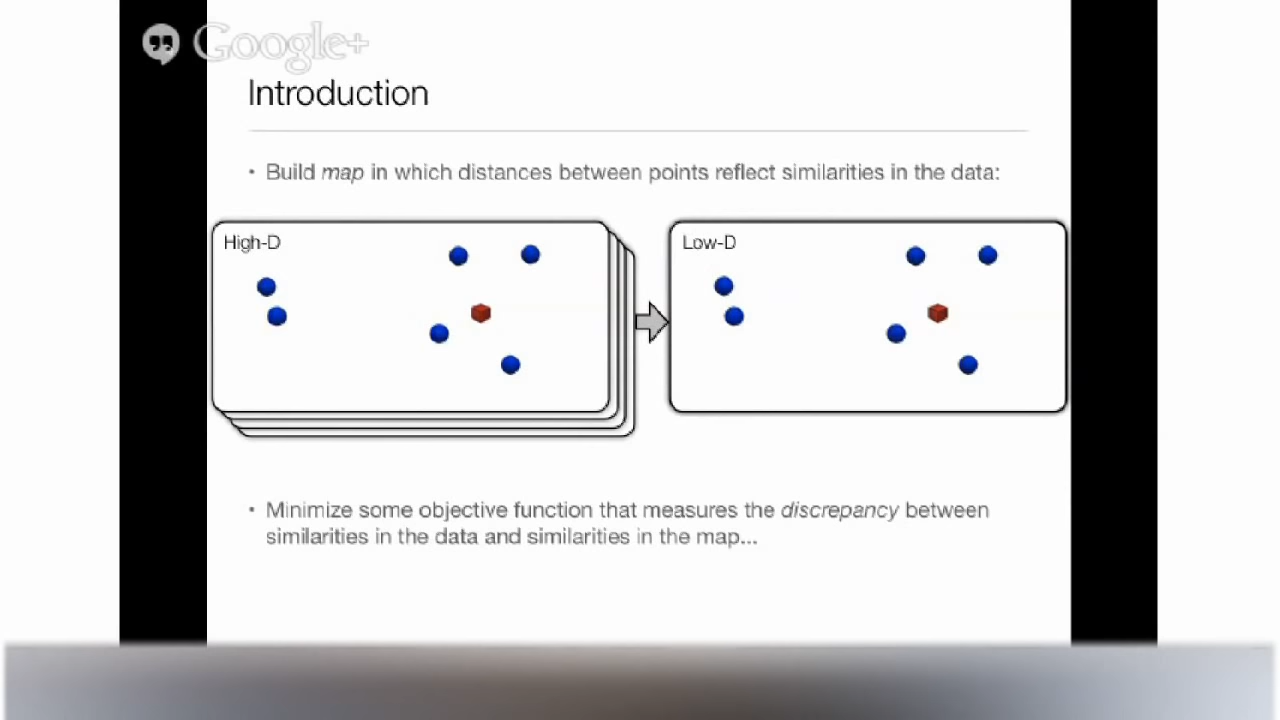 Google+
Introduction
• Build map in which distances between points reflect similarities in the data:
High-D
Low-D
• Minimize some objective function that measures the discrepancy between
similarities in the data and similarities in the map...